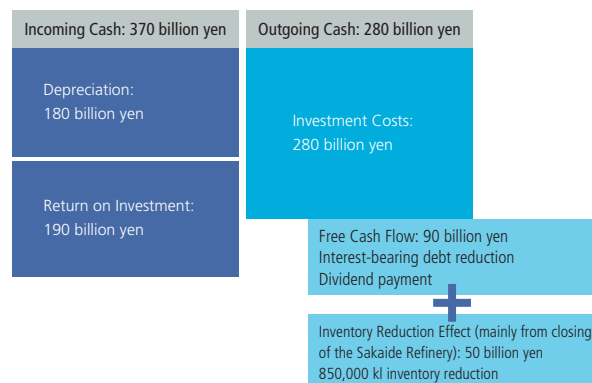 Incoming Cash: 370 billion yen
Outgoing Cash: 280 billion yen
Depreciation:
180 billion yen
Return on Investment:
190 billion yen
Investment Costs:
280 billion yen
Free Cash Flow: 90 billion yen
Interest-bearing debt reduction
Dividend payment
+
Inventory Reduction Effect (mainly from closing
of the Sakaide Refinery): 50 billion yen
850,000 kl inventory reduction